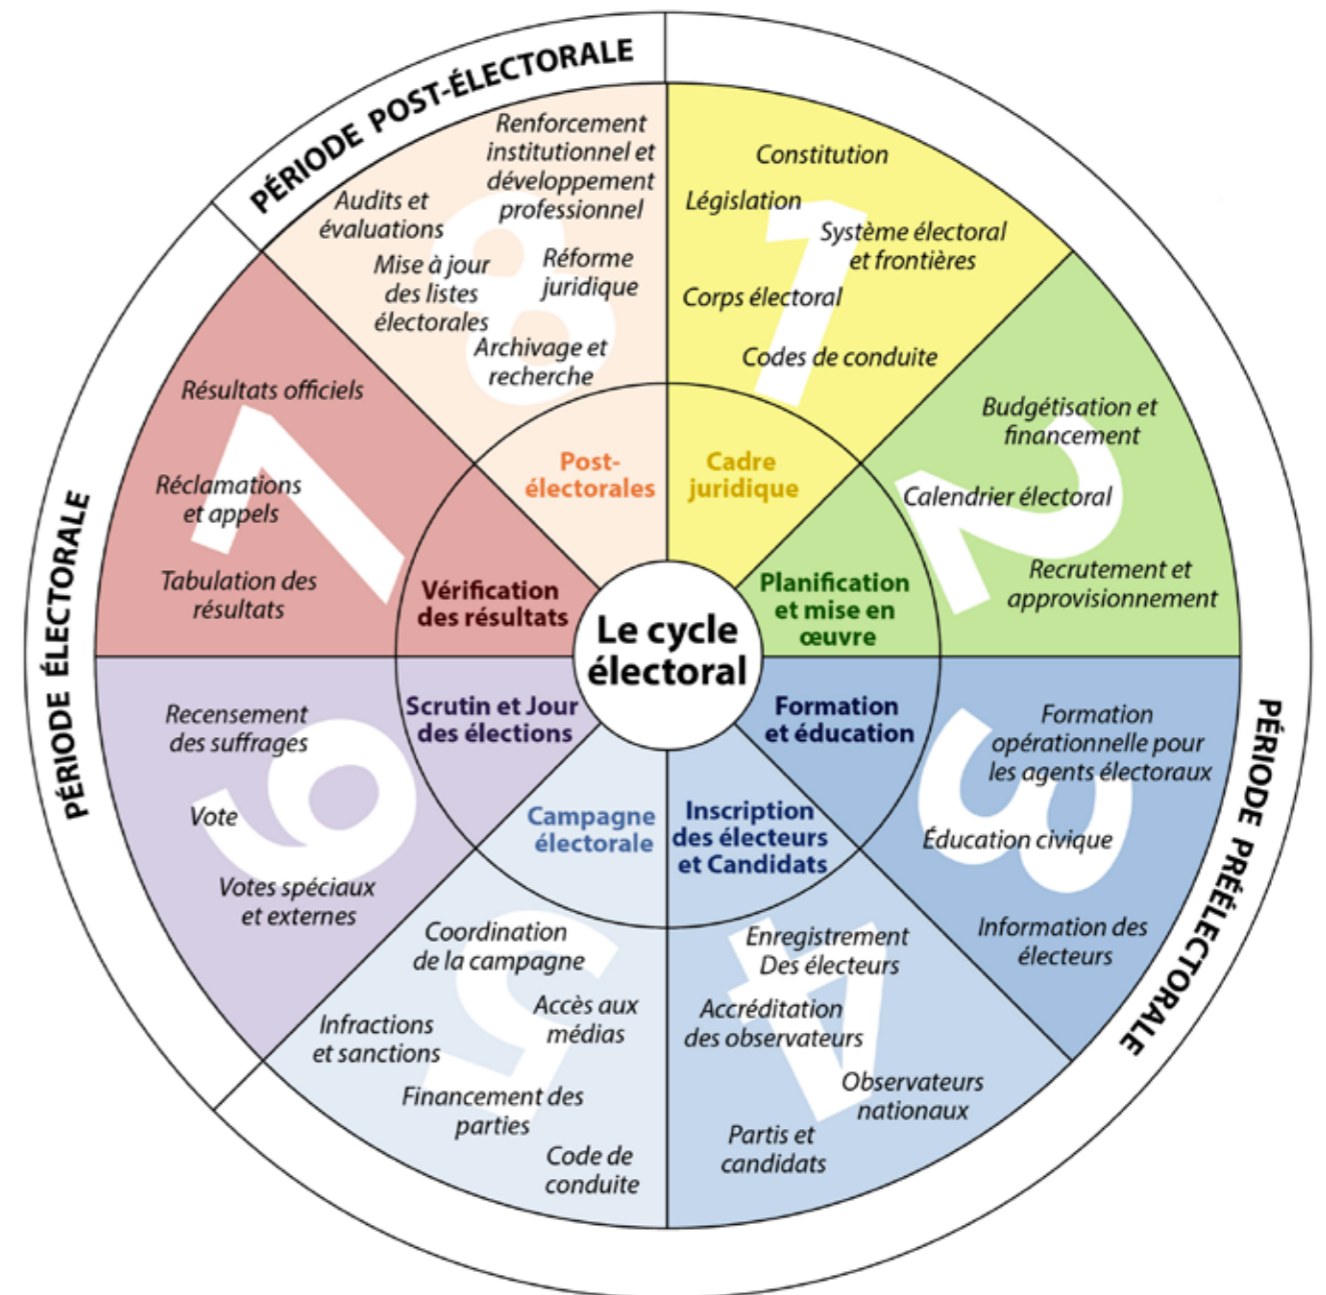 PÉRIODE POST-ÉLECTORALE
PÉRIODE PRÉÉLECTORALE
PÉRIODE ÉLECTORALE
Le cycle
électoral
1
Cadre
juridique
Constitution
Législation
Système électoral
et frontières
Corps électoral
Codes de conduite
2
Planification
et mise en
œuvre
Budgétisation et
financement
Calendrier électoral
Recrutement et
approvisionnement
3
Formation
et éducation
Formation
opérationnelle pour
les agents électoraux
Éducation civique
Information des
électeurs
4
Inscription
des électeurs
et Candidats
Enregistrement
Des électeurs
Accréditation
des observateurs
Observateurs
nationaux
Partis et
candidats
5
Campagne
électorale
Coordination
de la campagne
Accès aux
médias
Infractions
et sanctions
Financement des
parties
Code de
conduite
6
Scrutin et Jour
des élections
Recensement
des suffrages
Vote
Votes spéciaux
et externes
7
Vérification
des résultats
Résultats officiels
Réclamations
et appels
Tabulation des
résultats
8
Post-
électorales
Renforcement
institutionnel et
développement
professionnel
Audits et
évaluations
Réforme
juridique
Mise à jour
des listes
électorales
Archivage et
recherche